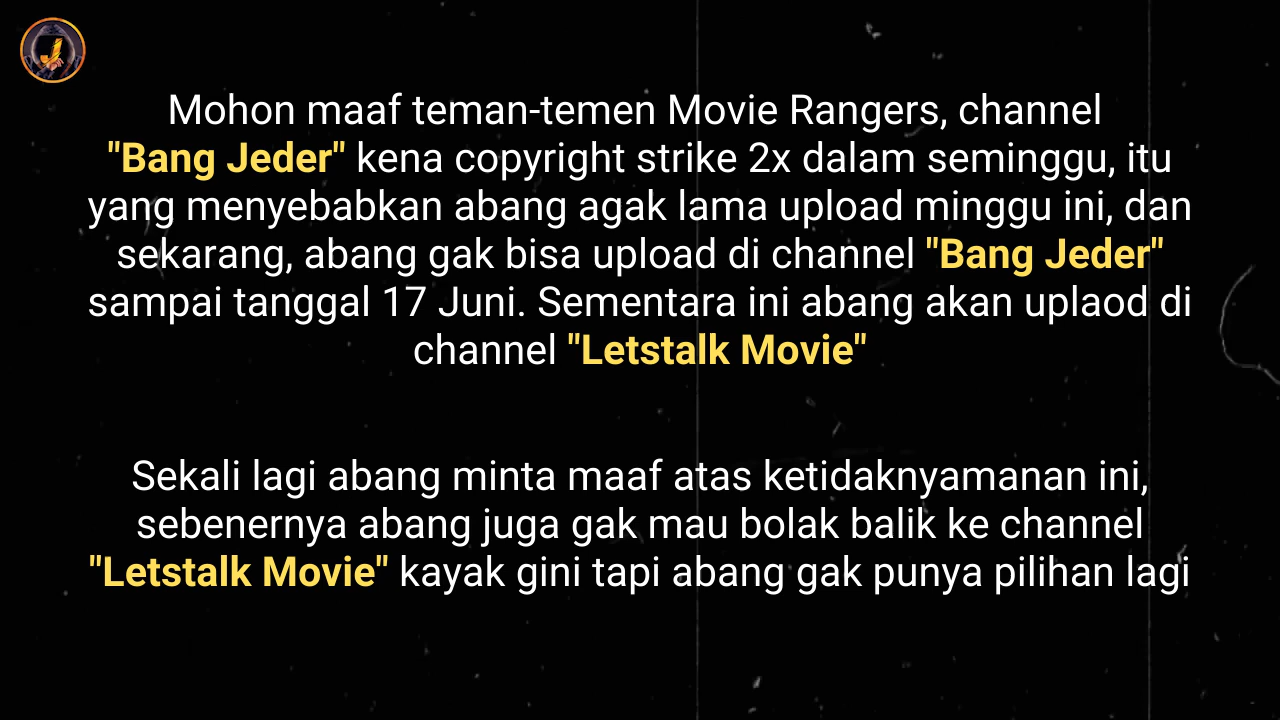 Mohon maaf teman-temen Movie Rangers, channel
"Bang Jeder" kena copyright strike 2x dalam seminggu, itu
yang menyebabkan abang agak lama upload minggu ini, dan
sekarang, abang gak bisa upload di channel "Bang Jeder"
sampai tanggal 17 Juni. Sementara ini abang akan uplaod di
channel "Letstalk Movie"
Sekali lagi abang minta maaf atas ketidaknyamanan ini,
sebenernya abang juga gak mau bolak balik ke channel
"Letstalk Movie" kayak gini tapi abang gak punya pilihan lagi